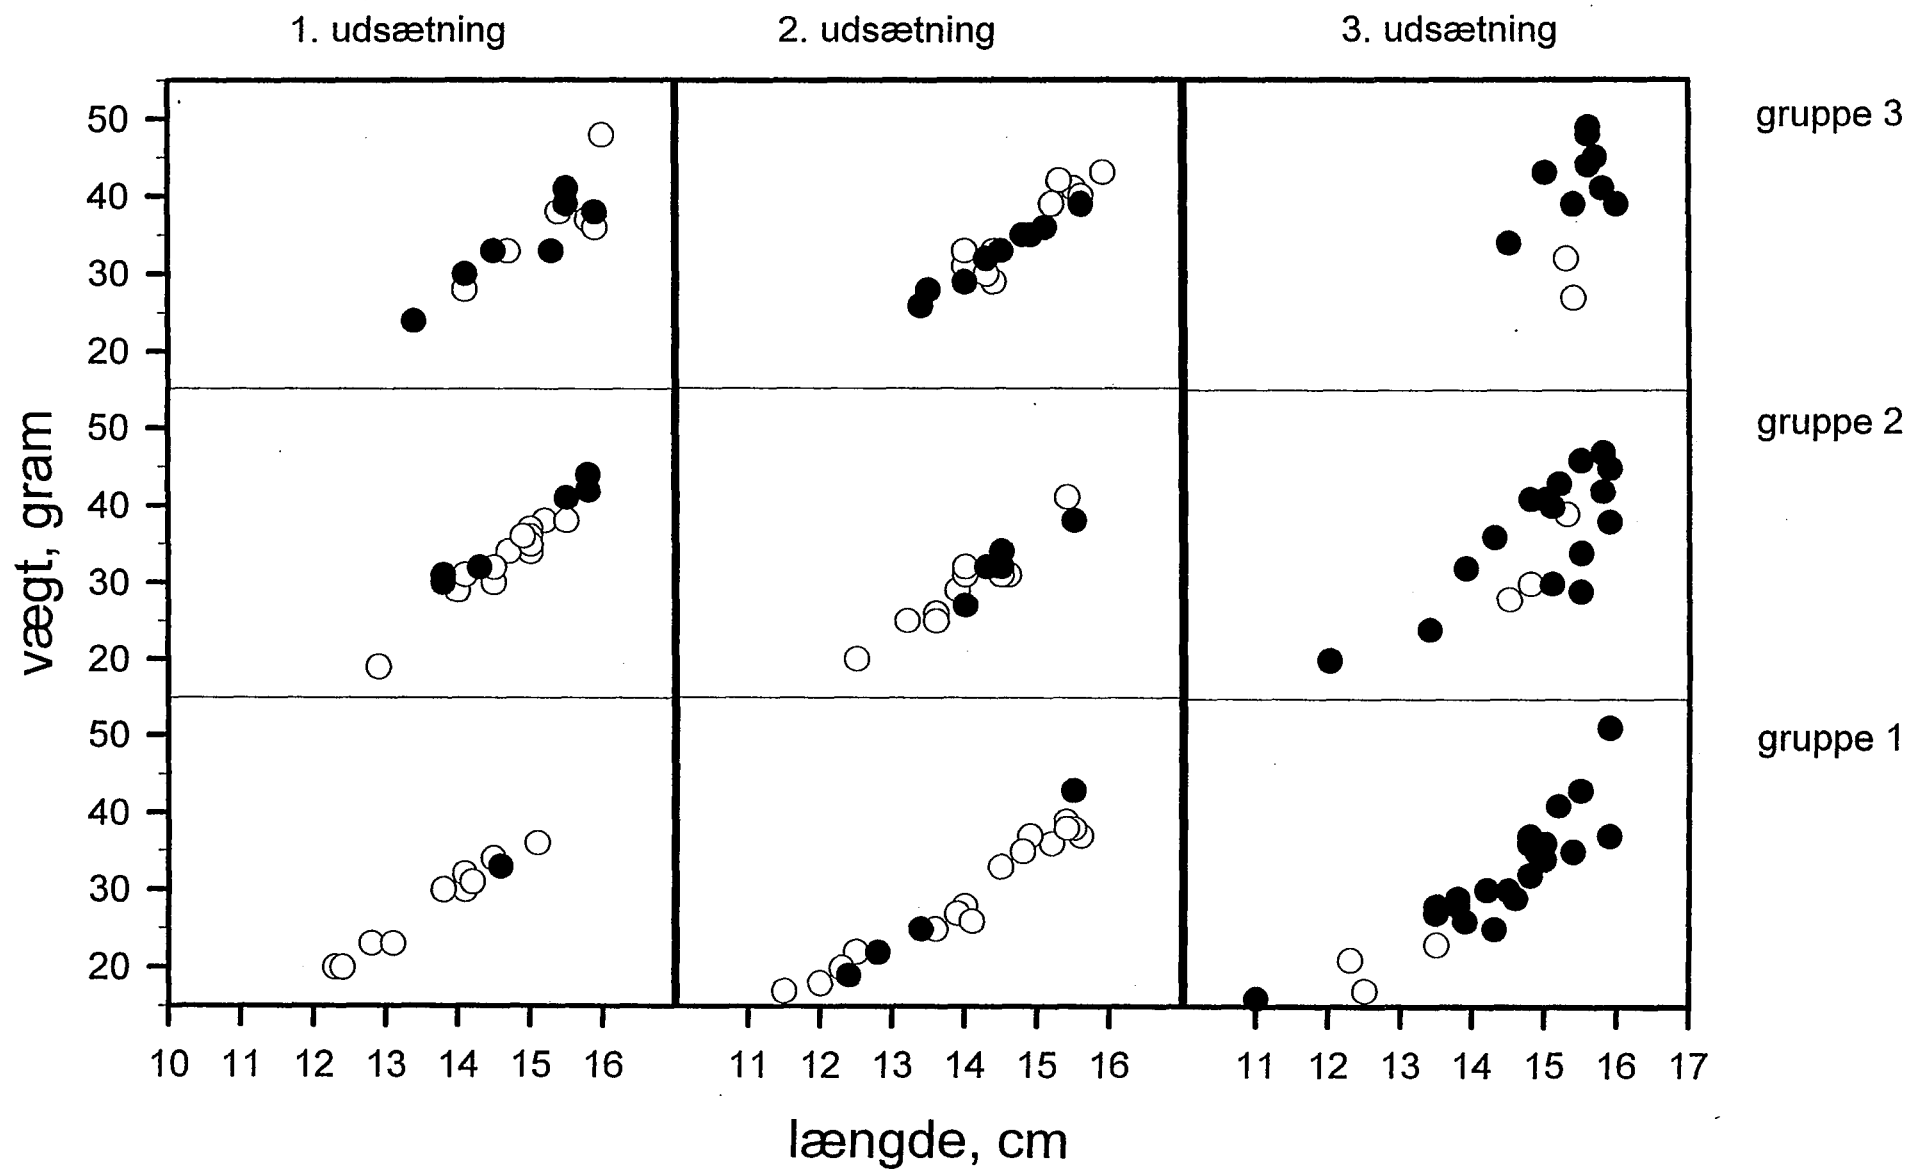 1. udsætning 2. udsætning 3. udsætning
50 gruppe 3
40
30
20
50 gruppe 2
40
30
20
50 gruppe 1
40
30
20
vægt, gram
10 11 12 13 14 15 16 11 12 13 14 15 16 11 12 13 14 15 16 17
længde, cm